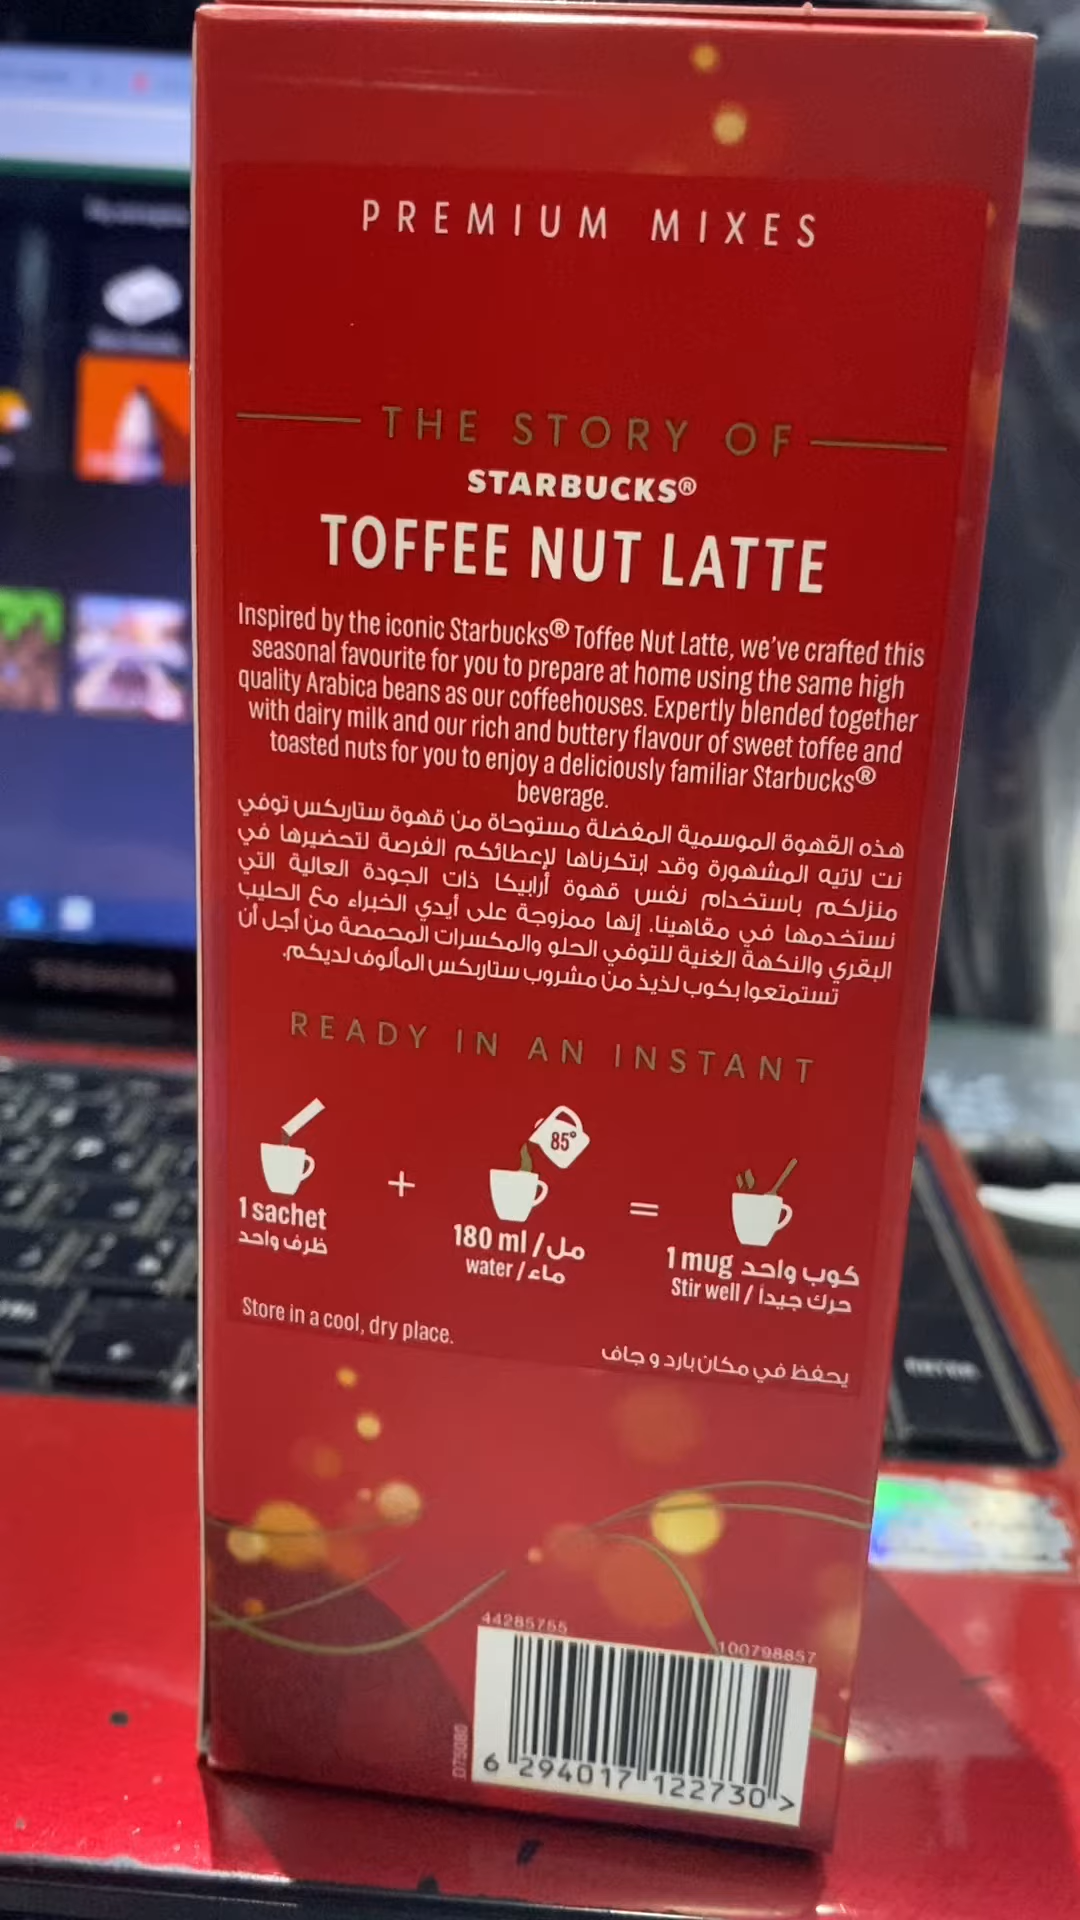 PREMIUM MIXES
THE STORY OF
STARBUCKS®
TOFFEE NUT LATTE
Inspired by the iconic Starbucks® Toffee Nut Latte, we've crafted this
seasonal favourite for you to prepare at home using the same high
quality Arabica beans as our coffeehouses. Expertly blended together
with dairy milk and our rich and buttery flavour of sweet toffee and
toasted nuts for you to enjoy a deliciously familiar Starbucks®
beverage.
هذه القهوة الموسمية المفضلة مستوحاة من قهوة ستاربكس توفي
نت لاتيه المشهورة وقد ابتكرناها لإعطائكم الفرصة لتحضيرها في
منزلكم باستخدام نفس قهوة أرابيكا ذات الجودة العالية التي
نستخدمها في مقاهينا. إنها ممزوجة على أيدي الخبراء مع الحليب
البقري والنكهة الغنية للتوفي الحلو والمكسرات المحمصة من أجل أن
تستمتعوا بكوب لذيذ من مشروب ستاربكس المألوف لديكم.
READY IN AN INSTANT
85°
+
=
1 sachet
ظرف واحد
180 ml / مل
water / ماء
1 mug كوب واحد
Stir well / حرك جيداً
Store in a cool, dry place.
يحفظ في مكان بارد و جاف
44285755
100798857
D75080
6 294017 122730 >
TOSHIBA
ENTER